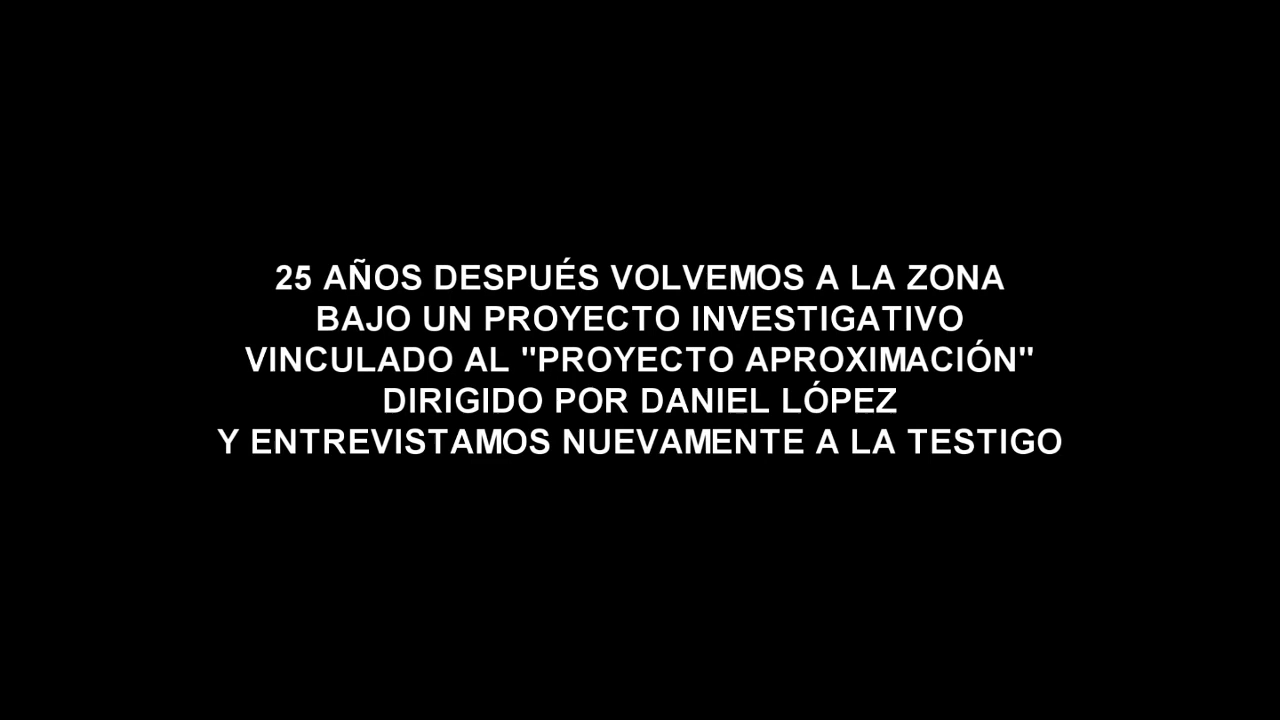 25 AÑOS DESPUÉS VOLVEMOS A LA ZONA
BAJO UN PROYECTO INVESTIGATIVO
VINCULADO AL "PROYECTO APROXIMACIÓN"
DIRIGIDO POR DANIEL LÓPEZ
Y ENTREVISTAMOS NUEVAMENTE A LA TESTIGO